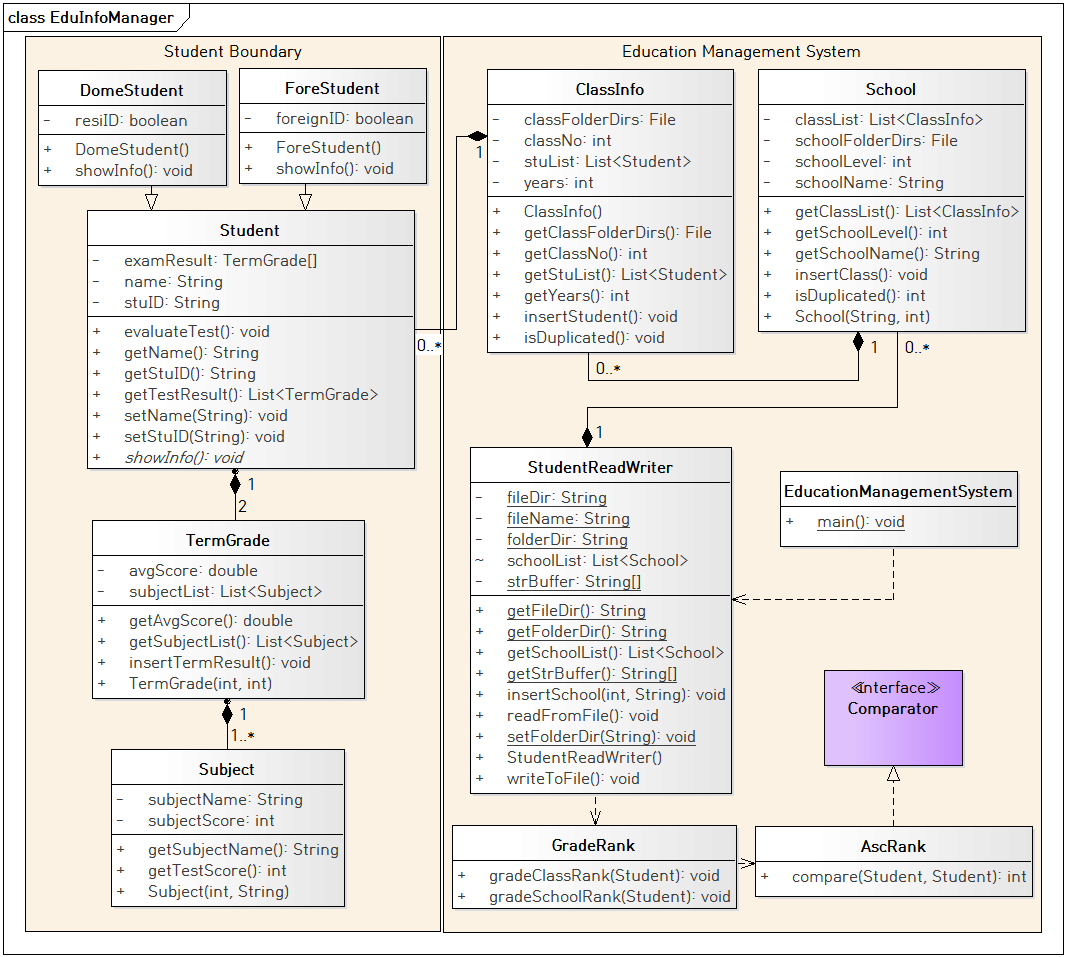 class EduInfoManager
Student Boundary
DomeStudent
- resiID: boolean
+ DomeStudent()
+ showInfo(): void
ForeStudent
- foreignID: boolean
+ ForeStudent()
+ showInfo(): void
Student
- examResult: TermGrade[]
- name: String
- stuID: String
+ evaluateTest(): void
+ getName(): String
+ getStuID(): String
+ getTestResult(): List<TermGrade>
+ setName(String): void
+ setStuID(String): void
+ showInfo(): void
1
2
TermGrade
- avgScore: double
- subjectList: List<Subject>
+ getAvgScore(): double
+ getSubjectList(): List<Subject>
+ insertTermResult(): void
+ TermGrade(int, int)
1
1..*
Subject
- subjectName: String
- subjectScore: int
+ getSubjectName(): String
+ getTestScore(): int
+ Subject(int, String)
Education Management System
1
0..*
ClassInfo
- classFolderDirs: File
- classNo: int
- stuList: List<Student>
- years: int
+ ClassInfo()
+ getClassFolderDirs(): File
+ getClassNo(): int
+ getStuList(): List<Student>
+ getYears(): int
+ insertStudent(): void
+ isDuplicated(): void
0..*
School
- classList: List<ClassInfo>
- schoolFolderDirs: File
- schoolLevel: int
- schoolName: String
+ getClassList(): List<ClassInfo>
+ getSchoolLevel(): int
+ getSchoolName(): String
+ insertClass(): void
+ isDuplicated(): int
+ School(String, int)
1
0..*
1
StudentReadWriter
- fileDir: String
- fileName: String
- folderDir: String
~ schoolList: List<School>
- strBuffer: String[]
+ getFileDir(): String
+ getFolderDir(): String
+ getSchoolList(): List<School>
+ getStrBuffer(): String[]
+ insertSchool(int, String): void
+ readFromFile(): void
+ setFolderDir(String): void
+ StudentReadWriter()
+ writeToFile(): void
EducationManagementSystem
+ main(): void
≪interface≫
Comparator
GradeRank
+ gradeClassRank(Student): void
+ gradeSchoolRank(Student): void
AscRank
+ compare(Student, Student): int